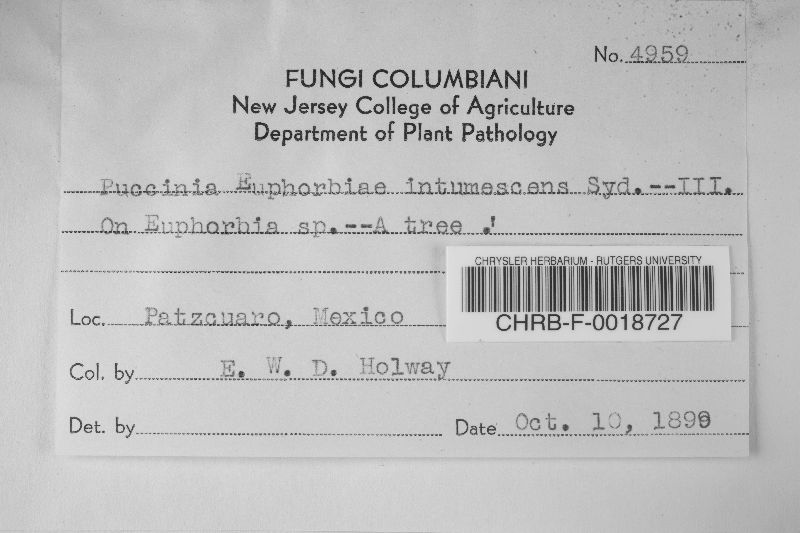 No. 4959
FUNGI COLUMBIANI
New Jersey College of Agriculture
Department of Plant Pathology
Puccinia Euphorbiae intumescens Syd.--III.
On Euphorbia sp.--A tree .!
CHRYSLER HERBARIUM - RUTGERS UNIVERSITY
CHRB-F-0018727
Loc. Patzcuaro, Mexico
Col. by E. W. D. Holway
Det. by
Date Oct. 10,